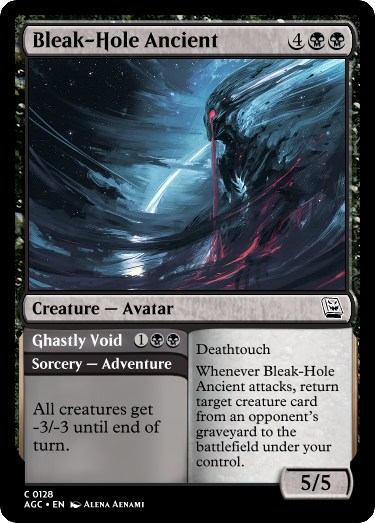 Bleak-Hole Ancient 4
Creature — Avatar
Ghastly Void 1
Sorcery — Adventure
All creatures get
-3/-3 until end of
turn.
Deathtouch
Whenever Bleak-Hole
Ancient attacks, return
target creature card
from an opponent's
graveyard to the
battlefield under your
control.
5/5
C 0128
AGC • EN Alena Aenami